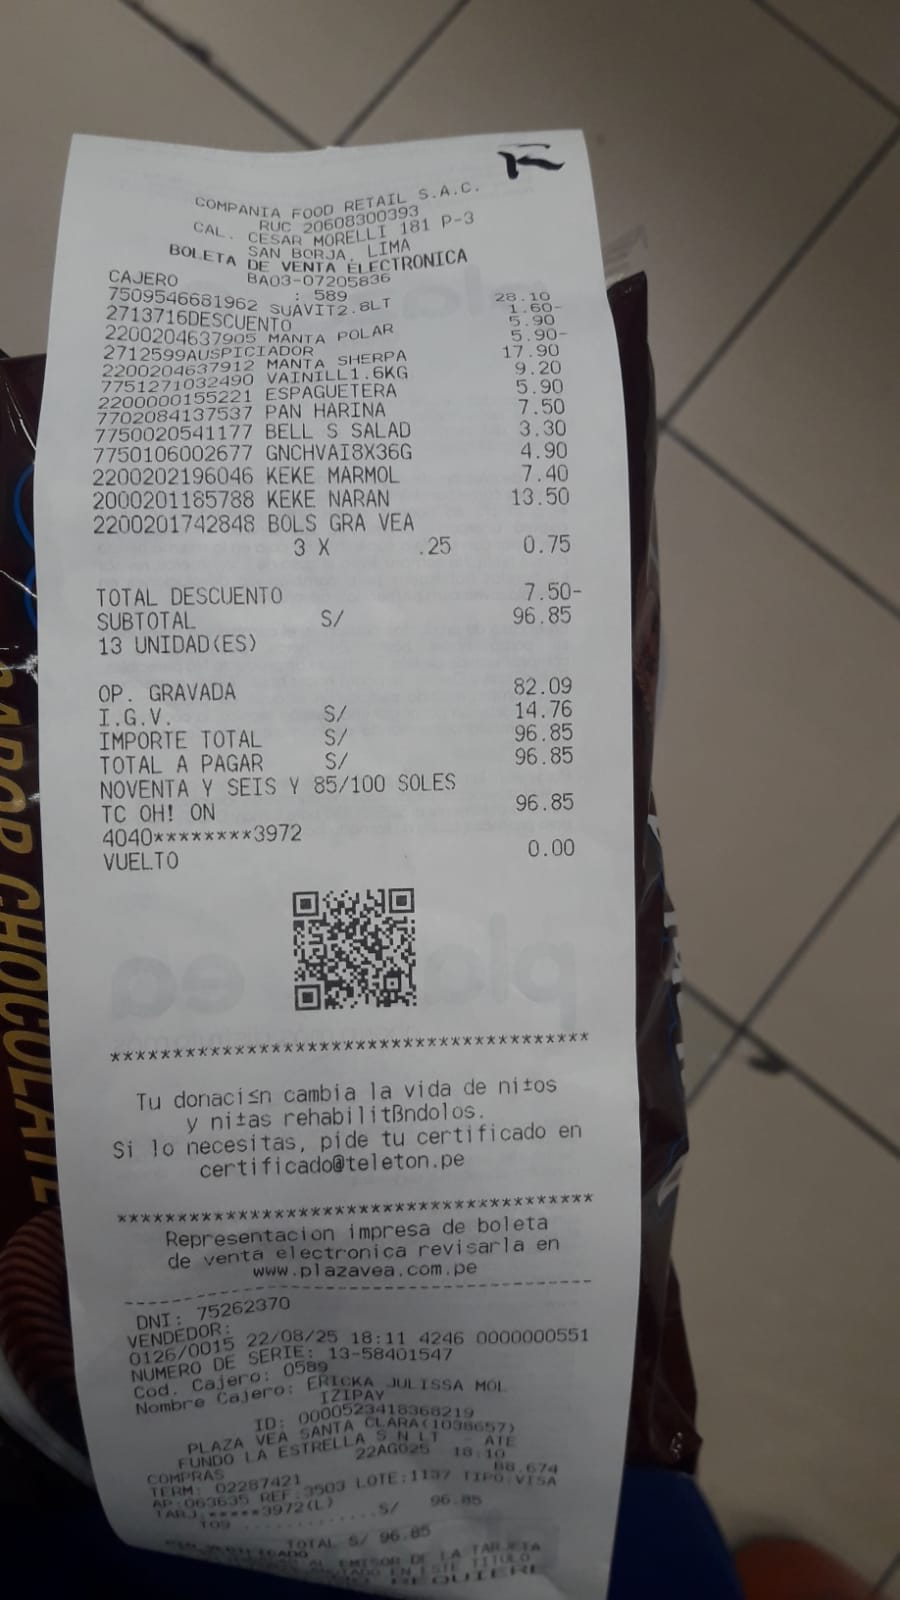 COMPANIA FOOD RETAIL S.A.C.
RUC 20608300393
CAL. CESAR MORELLI 181 P-3
SAN BORJA, LIMA
BOLETA DE VENTA ELECTRONICA
BA03-07205836
CAJERO : 589
7509546681962 SUAVIT2.8LT 28.10
2713716DESCUENTO 1.60-
2200204637905 MANTA POLAR 5.90
2712599AUSPICIADOR 5.90-
2200204637912 MANTA SHERPA 17.90
7751271032490 VAINILL1.6KG 9.20
2200000155221 ESPAGUETERA 5.90
7702084137537 PAN HARINA 7.50
7750020541177 BELL S SALAD 3.30
7750106002677 GNCHVAI8X36G 4.90
2200202196046 KEKE MARMOL 7.40
2000201185788 KEKE NARAN 13.50
2200201742848 BOLS GRA VEA
3 X .25 0.75
TOTAL DESCUENTO 7.50-
SUBTOTAL S/ 96.85
13 UNIDAD(ES)
OP. GRAVADA 82.09
I.G.V. S/ 14.76
IMPORTE TOTAL S/ 96.85
TOTAL A PAGAR S/ 96.85
NOVENTA Y SEIS Y 85/100 SOLES
TC OH! ON 96.85
4040********3972
VUELTO 0.00
****************************************
Tu donaci≤n cambia la vida de ni±os
y ni±as rehabilitßndolos.
Si lo necesitas, pide tu certificado en
certificado@teleton.pe
****************************************
Representacion impresa de boleta
de venta electronica revisarla en
www.plazavea.com.pe
DNI: 75262370
VENDEDOR:
0126/0015 22/08/25 18:11 4246 0000000551
NUMERO DE SERIE: 13-58401547
Cod. Cajero: 0589
Nombre Cajero: ERICKA JULISSA MOL
IZIPAY
ID: 0000523418368219
PLAZA VEA SANTA CLARA(1038657)
FUNDO LA ESTRELLA S N LT - ATE
22AGO25 18:10
COMPRAS B8.674
TERM: 02287421
AP:063635 REF:3503 LOTE:1137 TIPO:VISA
TARJ:*****3972(L)
S/ 96.85
TOTAL S/ 96.85
AL EMISOR DE LA TARJETA
EN ESTE TITULO
REQUIERE
SABOR CHOCOLATE